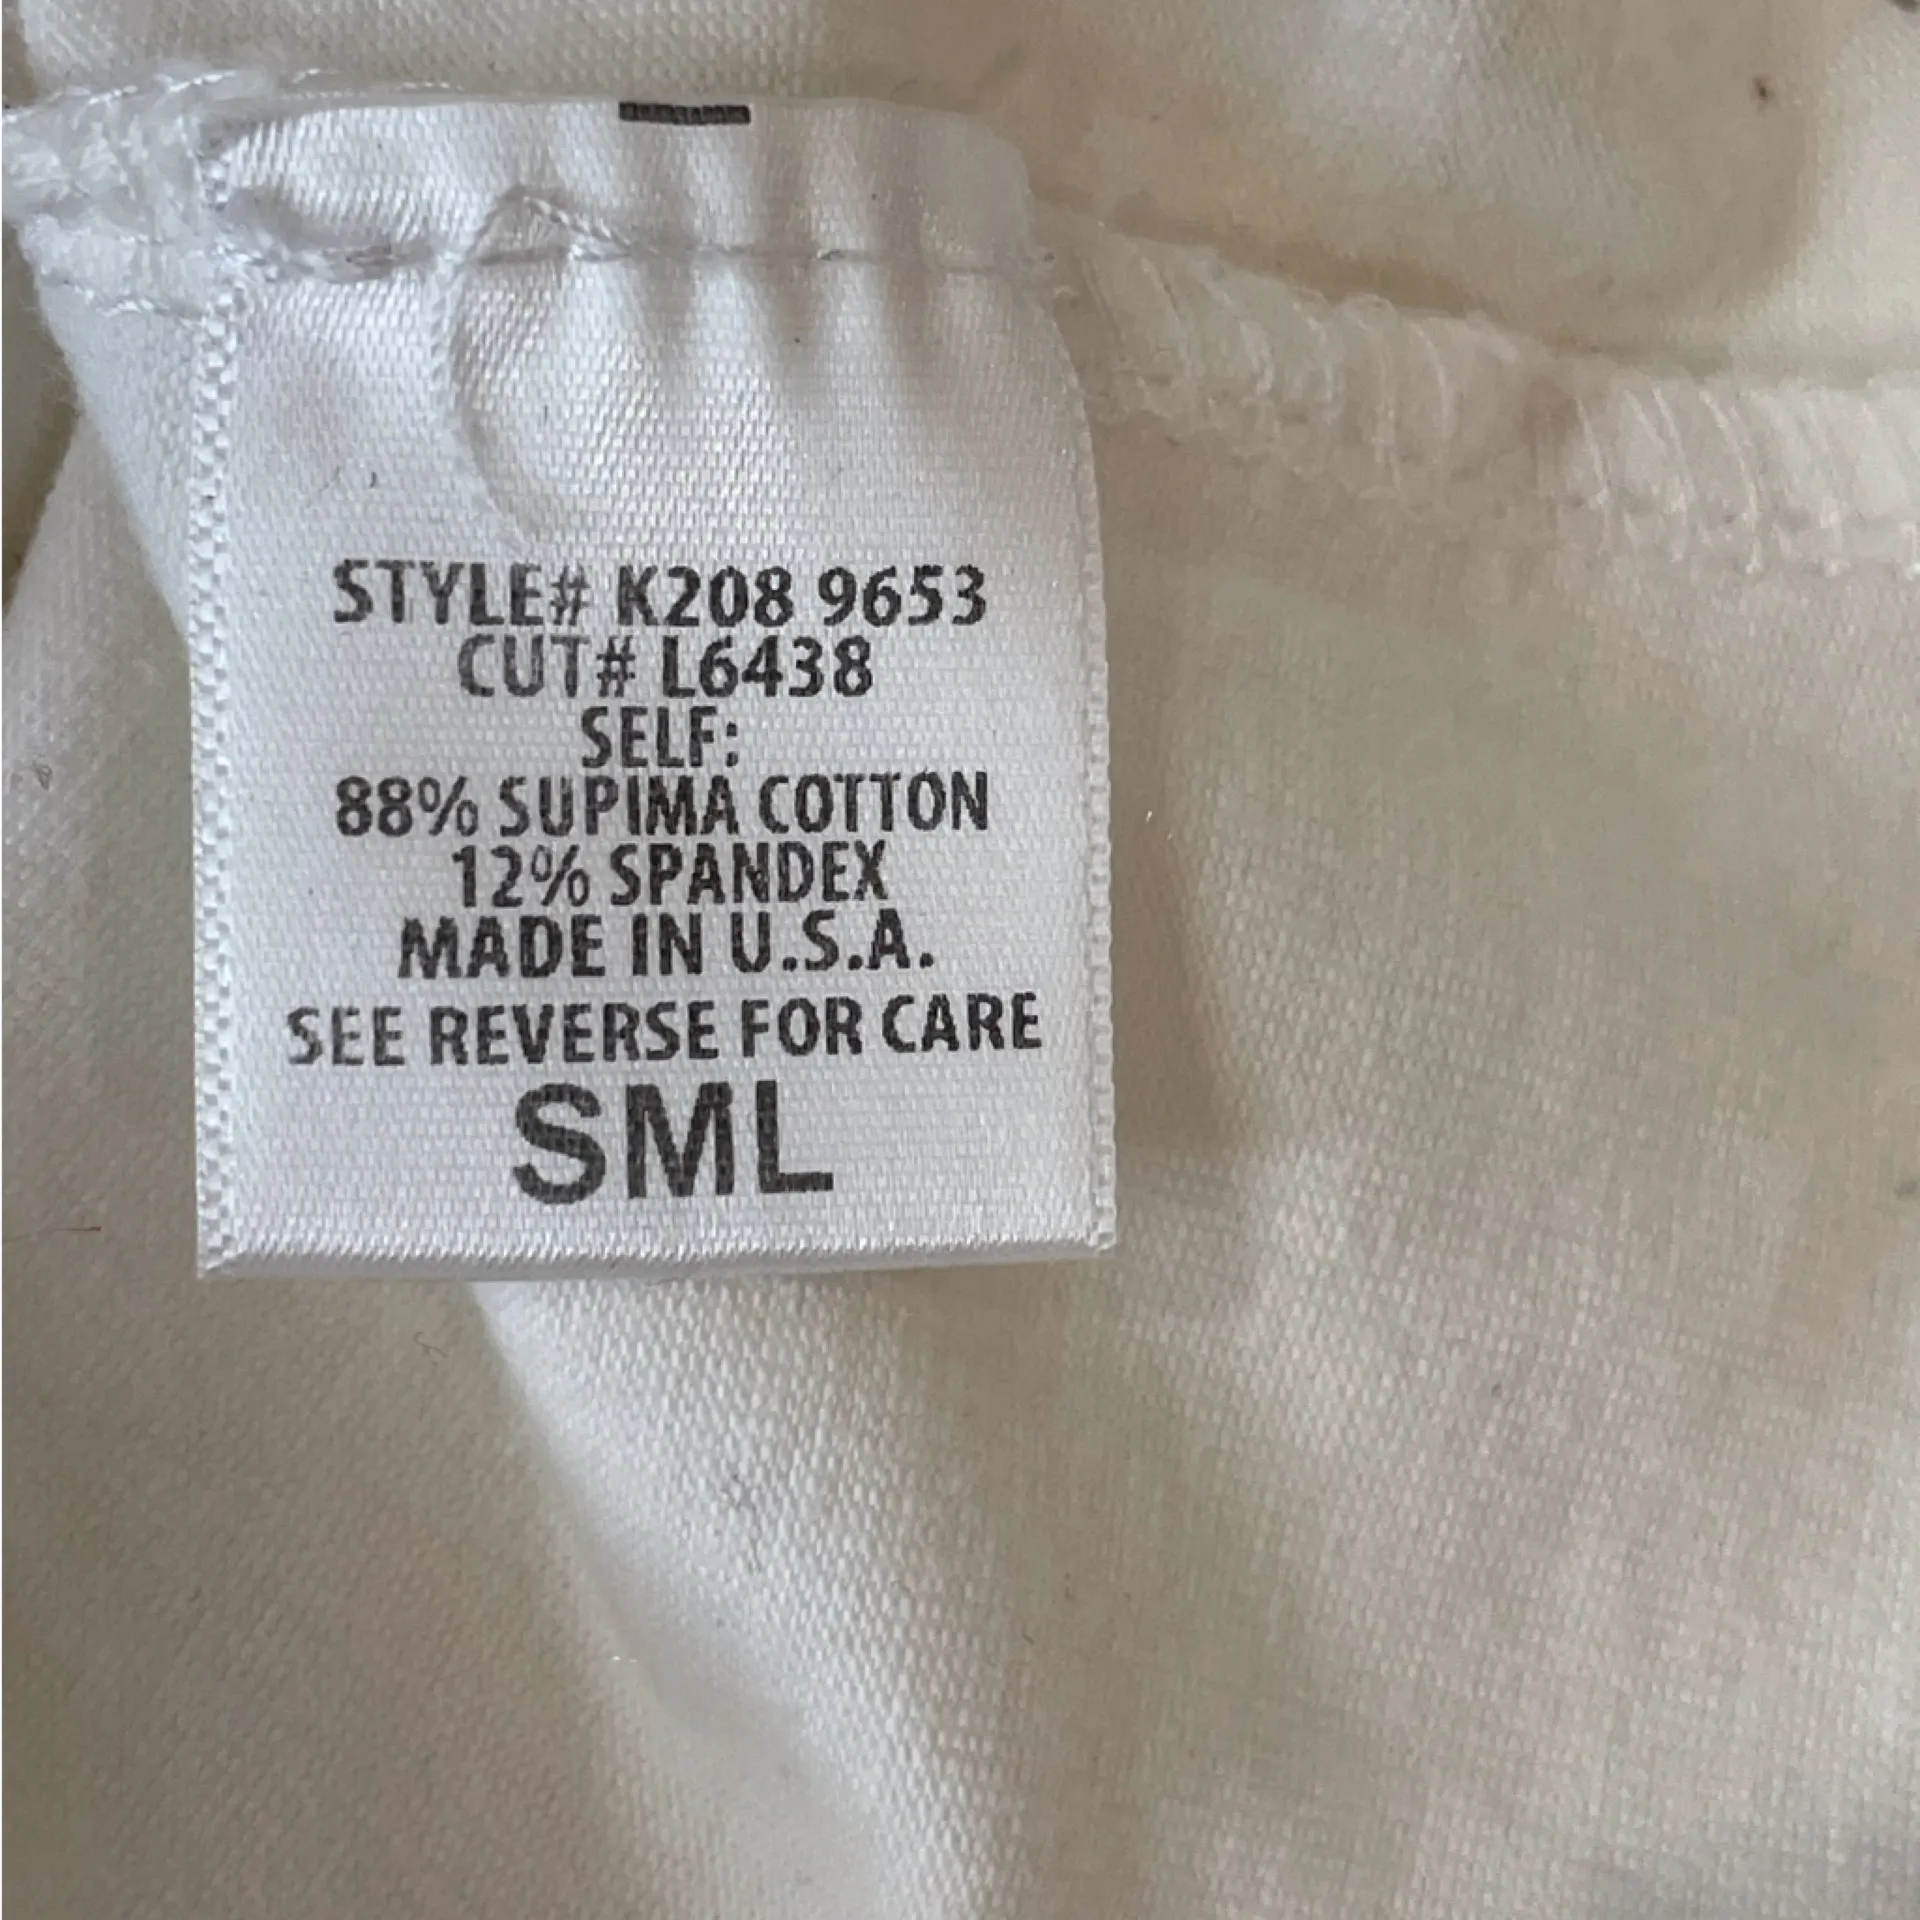 STYLE# K208 9653
CUT# L6438
SELF:
88% SUPIMA COTTON
12% SPANDEX
MADE IN U.S.A.
SEE REVERSE FOR CARE
SML